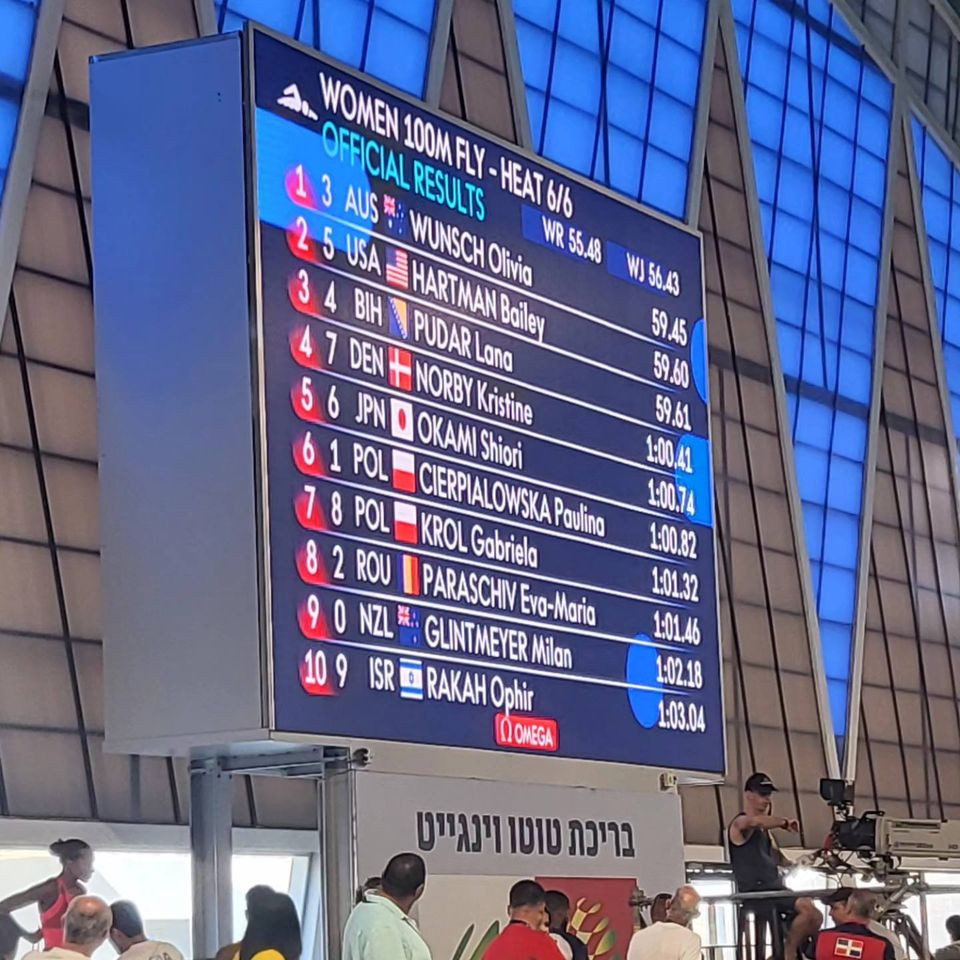 WOMEN 100M FLY - HEAT 6/6
OFFICIAL RESULTS WR 55.48 WJ 56.43
1 3 AUS WUNSCH Olivia 59.45
2 5 USA HARTMAN Bailey 59.60
3 4 BIH PUDAR Lana 59.61
4 7 DEN NORBY Kristine 1:00.41
5 6 JPN OKAMI Shiori 1:00.74
6 1 POL CIERPIALOWSKA Paulina 1:00.82
7 8 POL KROL Gabriela 1:01.32
8 2 ROU PARASCHIV Eva-Maria 1:01.46
9 0 NZL GLINTMEYER Milan 1:02.18
10 9 ISR RAKAH Ophir 1:03.04
Ω OMEGA
בריכת טוטו וינגייט